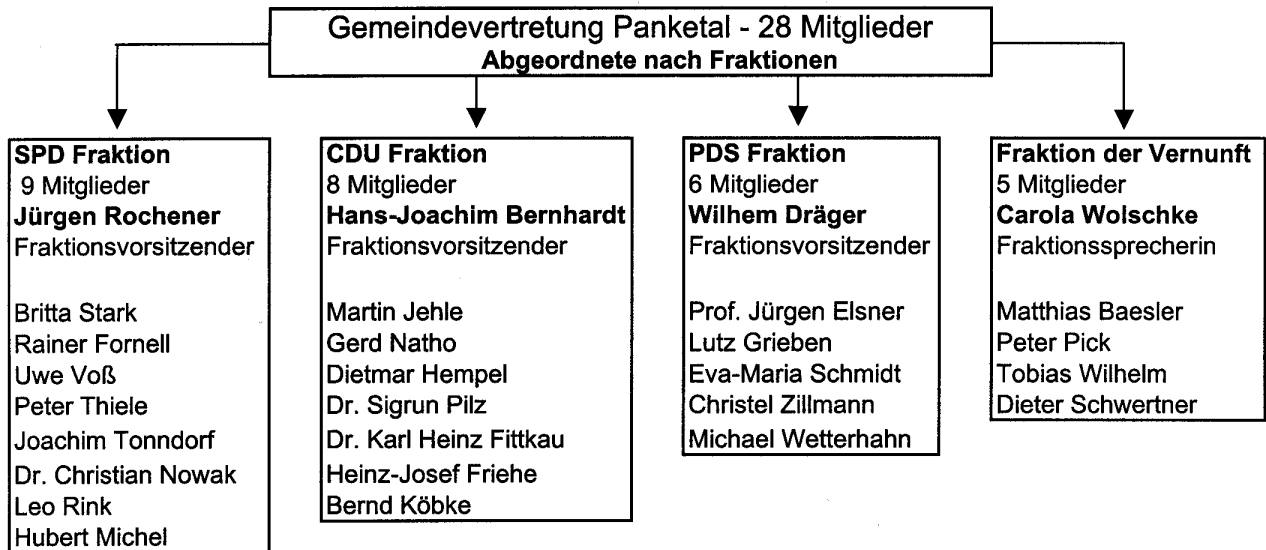 Gemeindevertretung Panketal - 28 Mitglieder
Abgeordnete nach Fraktionen
SPD Fraktion
9 Mitglieder
Jürgen Rochener
Fraktionsvorsitzender
Britta Stark
Rainer Fornell
Uwe Voß
Peter Thiele
Joachim Tonndorf
Dr. Christian Nowak
Leo Rink
Hubert Michel
CDU Fraktion
8 Mitglieder
Hans-Joachim Bernhardt
Fraktionsvorsitzender
Martin Jehle
Gerd Natho
Dietmar Hempel
Dr. Sigrun Pilz
Dr. Karl Heinz Fittkau
Heinz-Josef Friehe
Bernd Köbke
PDS Fraktion
6 Mitglieder
Wilhem Dräger
Fraktionsvorsitzender
Prof. Jürgen Elsner
Lutz Grieben
Eva-Maria Schmidt
Christel Zillmann
Michael Wetterhahn
Fraktion der Vernunft
5 Mitglieder
Carola Wolschke
Fraktionssprecherin
Matthias Baesler
Peter Pick
Tobias Wilhelm
Dieter Schwertner